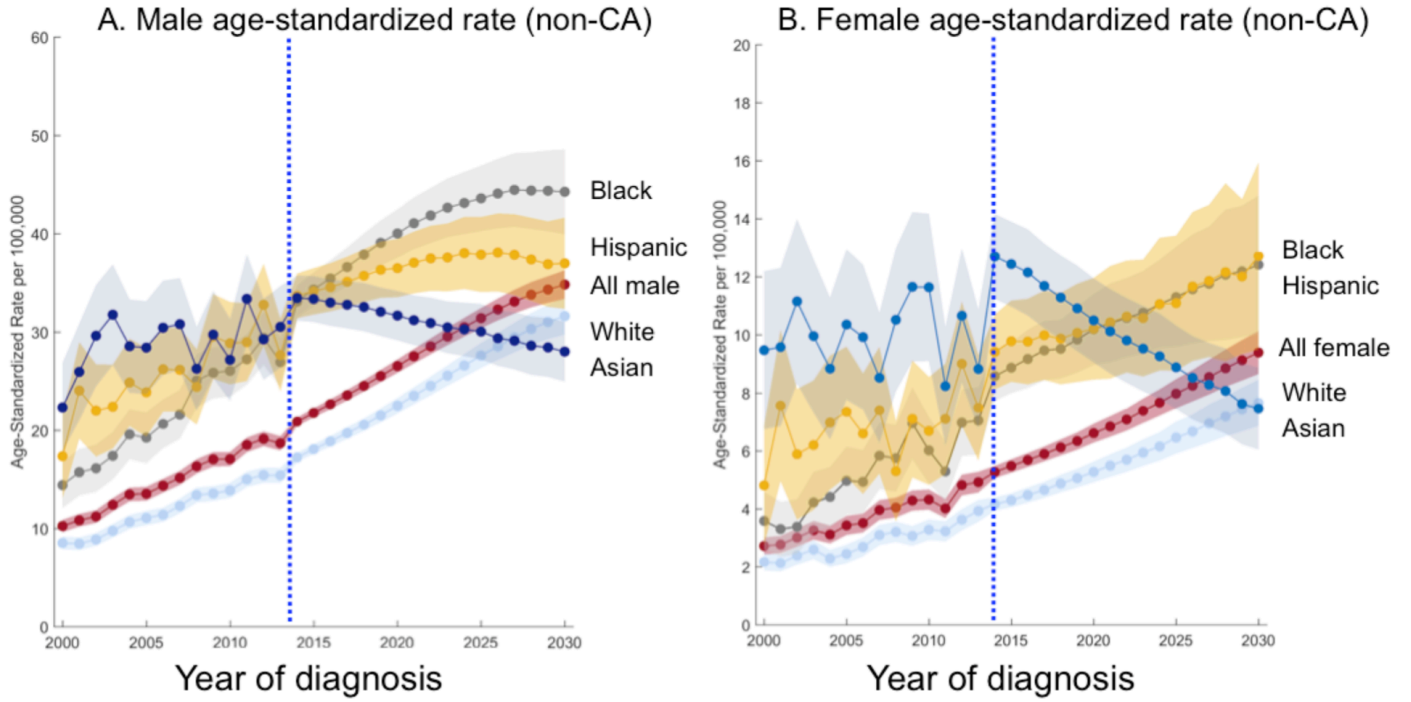 A. Male age-standardized rate (non-CA)
60
50
40
30
20
10
0
Age-Standardized Rate per 100,000
2000 2005 2010 2015 2020 2025 2030
Year of diagnosis
Black
Hispanic
All male
White
Asian
B. Female age-standardized rate (non-CA)
20
18
16
14
12
10
8
6
4
2
0
Age-Standardized Rate per 100,000
2000 2005 2010 2015 2020 2025 2030
Year of diagnosis
Black
Hispanic
All female
White
Asian